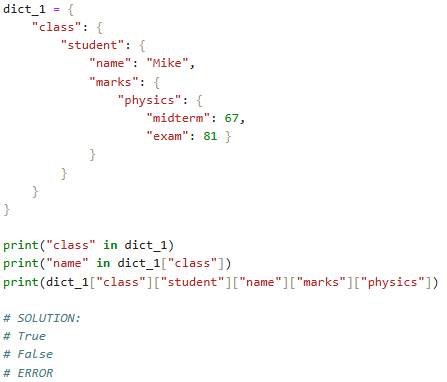 dict_1 = {
    "class": {
        "student": {
            "name": "Mike",
            "marks": {
                "physics": {
                    "midterm": 67,
                    "exam": 81 }
            }
        }
    }
}

print("class" in dict_1)
print("name" in dict_1["class"])
print(dict_1["class"]["student"]["name"]["marks"]["physics"])

# SOLUTION:
# True
# False
# ERROR